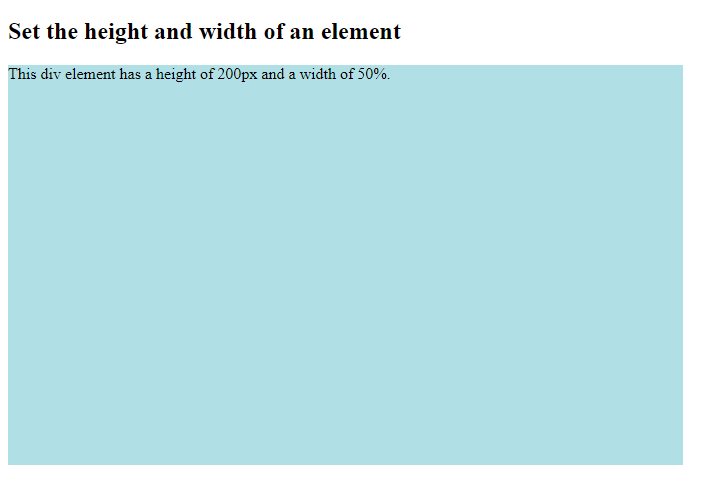 Set the height and width of an element
This div element has a height of 200px and a width of 50%.